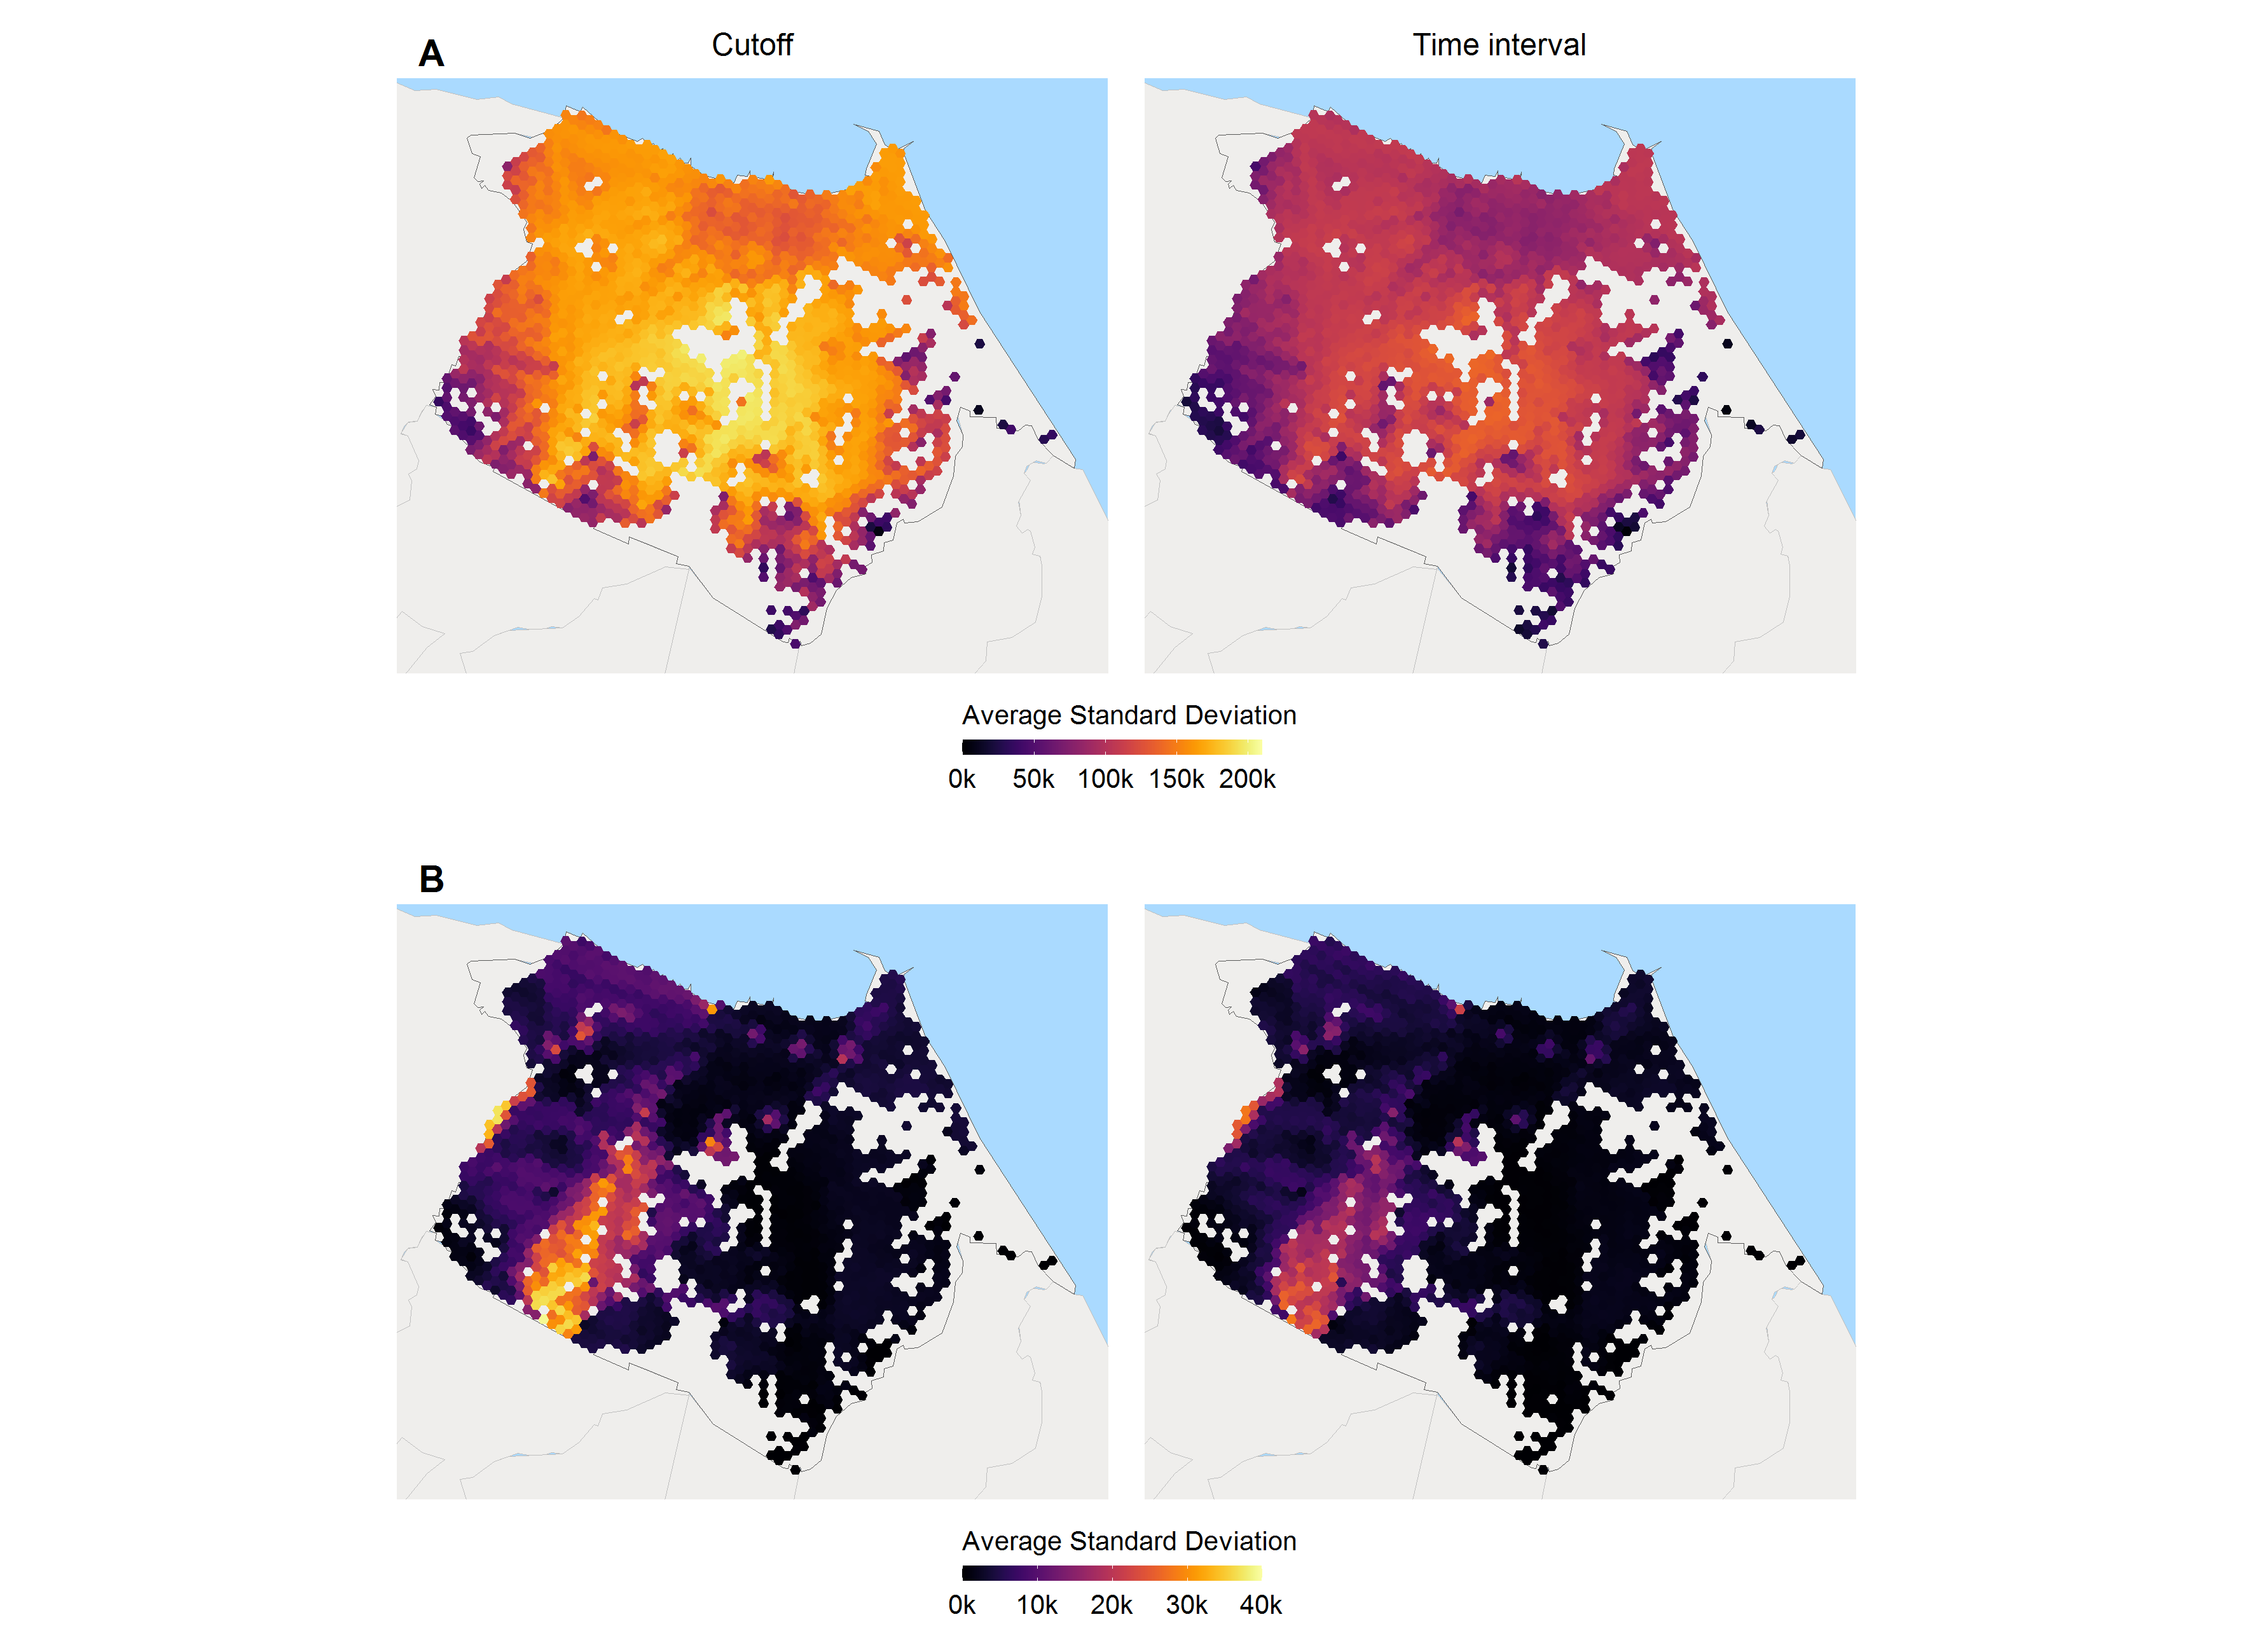 A
Cutoff
Time interval
Average Standard Deviation
0k 50k 100k 150k 200k
B
Average Standard Deviation
0k 10k 20k 30k 40k